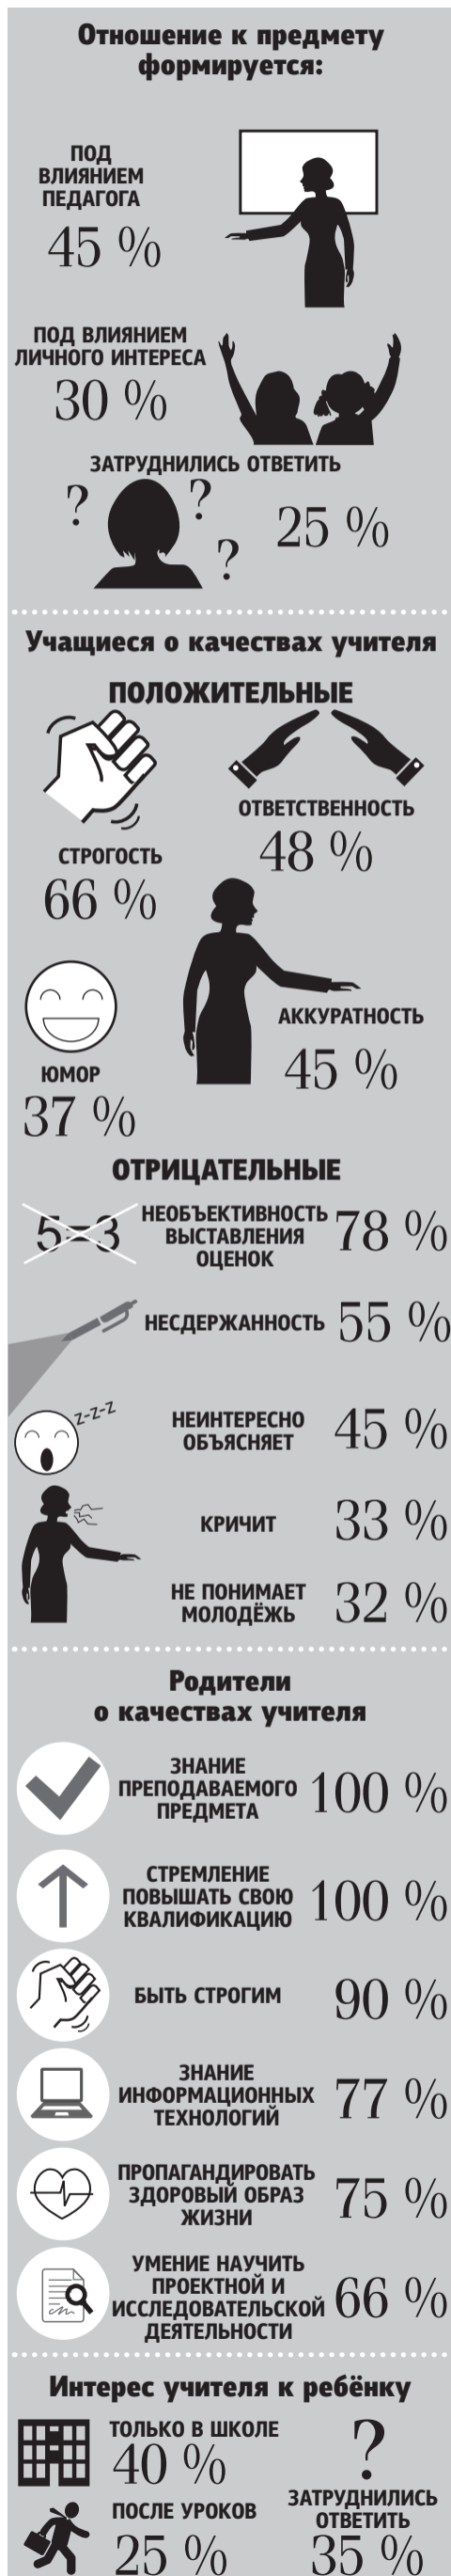 Отношение к предмету
формируется:
ПОД
ВЛИЯНИЕМ
ПЕДАГОГА
45 %
ПОД ВЛИЯНИЕМ
ЛИЧНОГО ИНТЕРЕСА
30 %
ЗАТРУДНИЛИСЬ ОТВЕТИТЬ
? ? ?
25 %
Учащиеся о качествах учителя
ПОЛОЖИТЕЛЬНЫЕ
СТРОГОСТЬ
66 %
ОТВЕТСТВЕННОСТЬ
48 %
ЮМОР
37 %
АККУРАТНОСТЬ
45 %
ОТРИЦАТЕЛЬНЫЕ
5=3
НЕОБЪЕКТИВНОСТЬ
ВЫСТАВЛЕНИЯ
ОЦЕНОК
78 %
НЕСДЕРЖАННОСТЬ 55 %
z-z-z
НЕИНТЕРЕСНО
ОБЪЯСНЯЕТ
45 %
КРИЧИТ 33 %
НЕ ПОНИМАЕТ
МОЛОДЁЖЬ
32 %
Родители
о качествах учителя
ЗНАНИЕ
ПРЕПОДАВАЕМОГО
ПРЕДМЕТА
100 %
СТРЕМЛЕНИЕ
ПОВЫШАТЬ СВОЮ
КВАЛИФИКАЦИЮ
100 %
БЫТЬ СТРОГИМ 90 %
ЗНАНИЕ
ИНФОРМАЦИОННЫХ
ТЕХНОЛОГИЙ
77 %
ПРОПАГАНДИРОВАТЬ
ЗДОРОВЫЙ ОБРАЗ
ЖИЗНИ
75 %
УМЕНИЕ НАУЧИТЬ
ПРОЕКТНОЙ И
ИССЛЕДОВАТЕЛЬСКОЙ
ДЕЯТЕЛЬНОСТИ
66 %
Интерес учителя к ребёнку
ТОЛЬКО В ШКОЛЕ
40 %
ПОСЛЕ УРОКОВ
25 %
?
ЗАТРУДНИЛИСЬ
ОТВЕТИТЬ
35 %